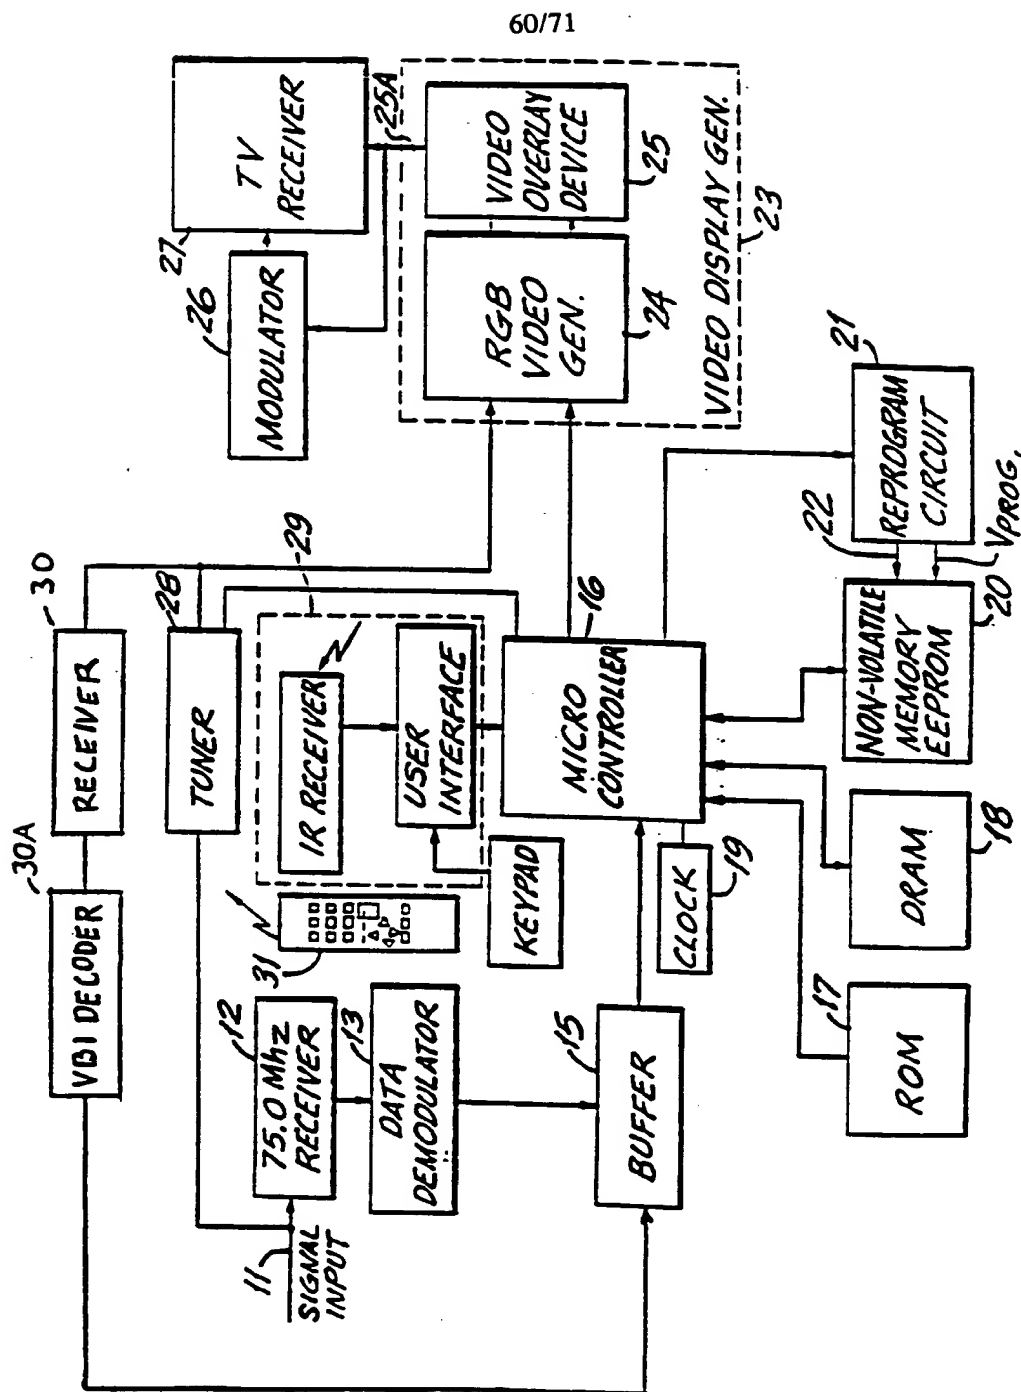 60/71
30A
VBI DECODER
30
RECEIVER
28
TUNER
11
SIGNAL
INPUT
12
75.0 Mhz
RECEIVER
13
DATA
DEMODULATOR
31
29
IR RECEIVER
USER
INTERFACE
KEYPAD
15
BUFFER
16
MICRO
CONTROLLER
CLOCK
19
17
ROM
DRAM
18
NON-VOLATILE
MEMORY
EEPROM
20
22
VPROG.
21
REPROGRAM
CIRCUIT
26
MODULATOR
27
TV
RECEIVER
25A
RGB
VIDEO
GEN.
24
VIDEO
OVERLAY
DEVICE
25
VIDEO DISPLAY GEN.
23